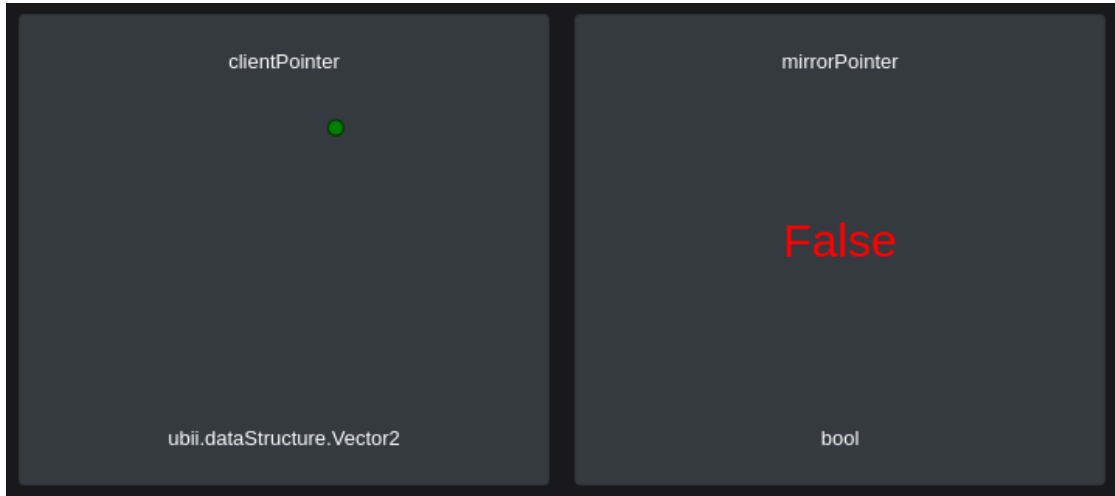 clientPointer
ubii.dataStructure.Vector2
mirrorPointer
False
bool